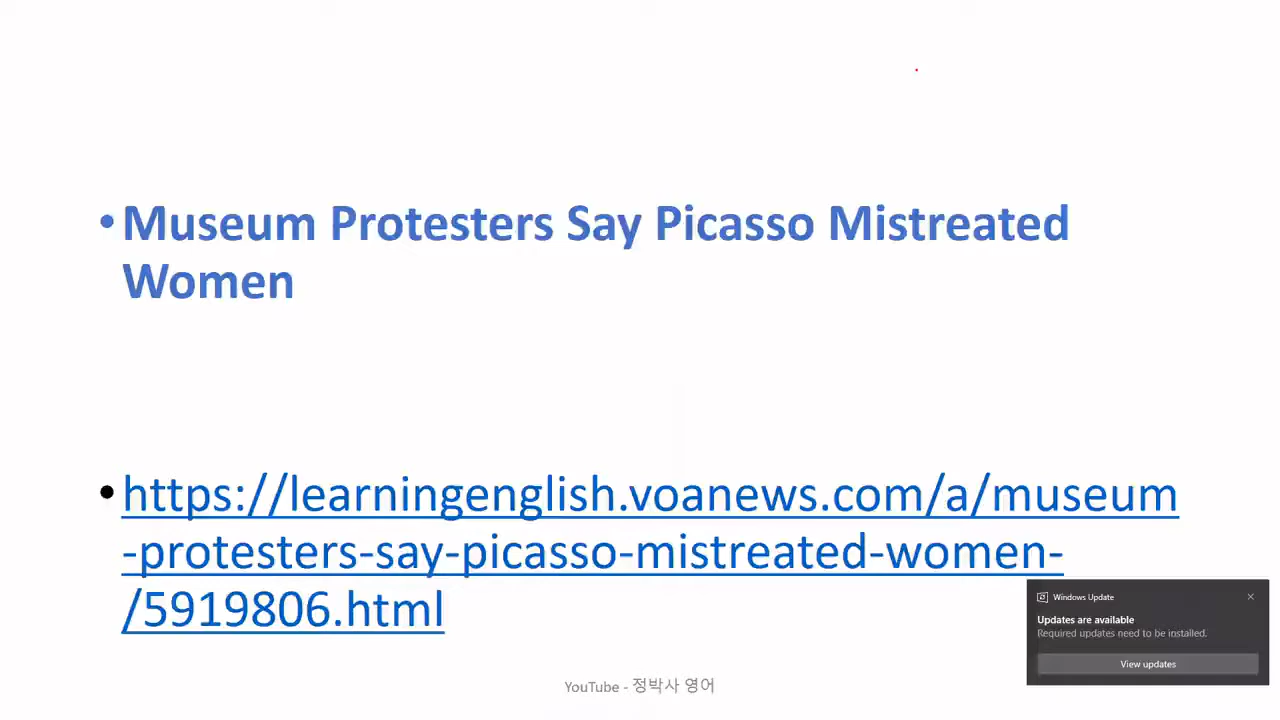 •Museum Protesters Say Picasso Mistreated
Women
•https://learningenglish.voanews.com/a/museum
-protesters-say-picasso-mistreated-women-
/5919806.html
Windows Update
Updates are available
Required updates need to be installed.
View updates
YouTube - 정박사 영어